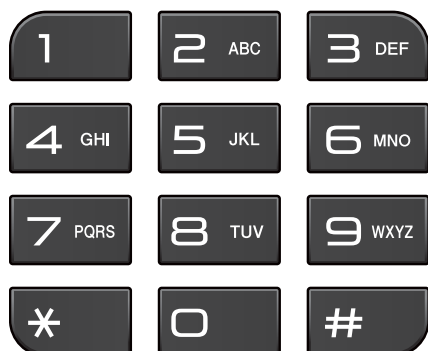 1 2 ABC 3 DEF
4 GHI 5 JKL 6 MNO
7 PQRS 8 TUV 9 WXYZ
* 0 #